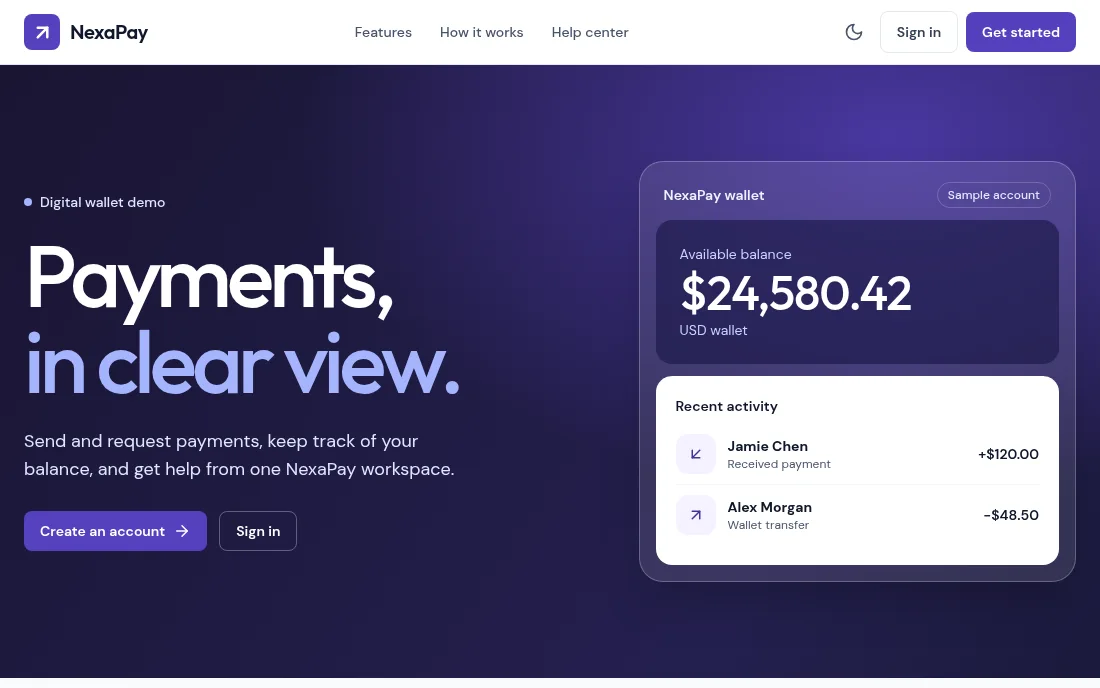 NexaPay
Features
How it works
Help center
Sign in
Get started
Digital wallet demo
Payments,
in clear view.
Send and request payments, keep track of your
balance, and get help from one NexaPay workspace.
Create an account
Sign in
NexaPay wallet
Sample account
Available balance
$24,580.42
USD wallet
Recent activity
Jamie Chen
Received payment
+$120.00
Alex Morgan
Wallet transfer
−$48.50